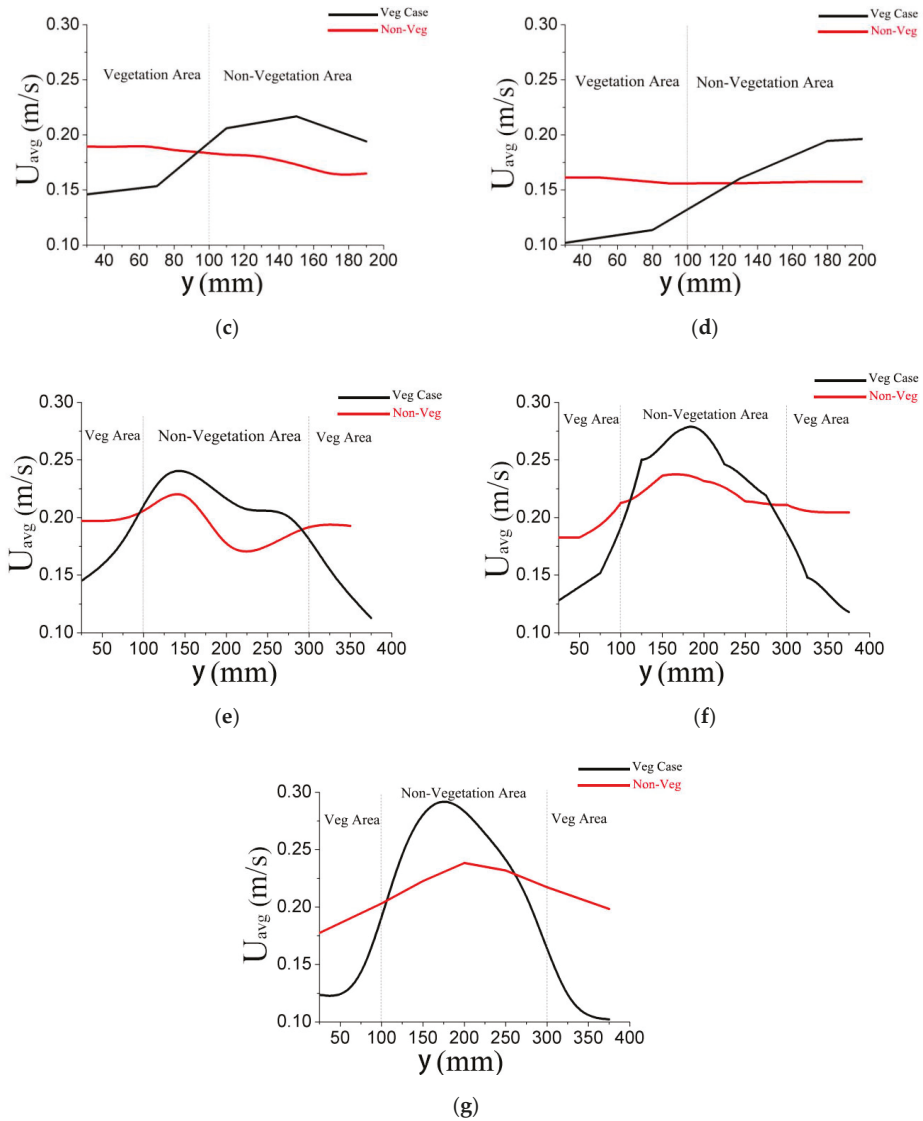 Veg Case
Non-Veg
0.30
0.25
0.20
0.15
0.10
Uavg (m/s)
Vegetation Area
Non-Vegetation Area
40 60 80 100 120 140 160 180 200
y (mm)
(c)
Veg Case
Non-Veg
0.30
0.25
0.20
0.15
0.10
Uavg (m/s)
Vegetation Area
Non-Vegetation Area
40 60 80 100 120 140 160 180 200
y (mm)
(d)
Veg Case
Non-Veg
0.30
0.25
0.20
0.15
0.10
Uavg (m/s)
Veg Area
Non-Vegetation Area
Veg Area
50 100 150 200 250 300 350 400
y (mm)
(e)
Veg Case
Non-Veg
0.30
0.25
0.20
0.15
0.10
Uavg (m/s)
Veg Area
Non-Vegetation Area
Veg Area
50 100 150 200 250 300 350 400
y (mm)
(f)
Veg Case
Non-Veg
0.30
0.25
0.20
0.15
0.10
Uavg (m/s)
Veg Area
Non-Vegetation Area
Veg Area
50 100 150 200 250 300 350 400
y (mm)
(g)